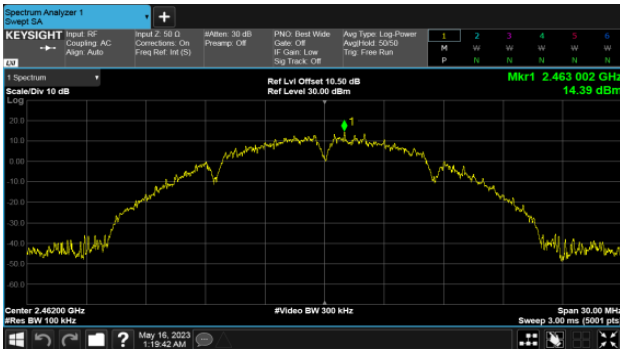 Spectrum Analyzer 1
Swept SA
+
KEYSIGHT
Input: RF
Coupling: AC
Align: Auto
Input Z: 50 Ω
Corrections: On
Freq Ref: Int (S)
#Atten: 30 dB
Preamp: Off
PNO: Best Wide
Gate: Off
IF Gain: Low
Sig Track: Off
Avg Type: Log-Power
Avg|Hold: 50/50
Trig: Free Run
1 2 3 4 5 6
M W W W W W
P N N N N N
LXI
1 Spectrum
Scale/Div 10 dB
Ref Lvl Offset 10.50 dB
Ref Level 30.00 dBm
Mkr1 2.463 002 GHz
14.39 dBm
Log
1
20.0
10.0
0.00
-10.0
-20.0
-30.0
-40.0
-50.0
-60.0
Center 2.46200 GHz
#Res BW 100 kHz
#Video BW 300 kHz
Span 30.00 MHz
Sweep 3.00 ms (5001 pts)
?
May 16, 2023
1:19:42 AM